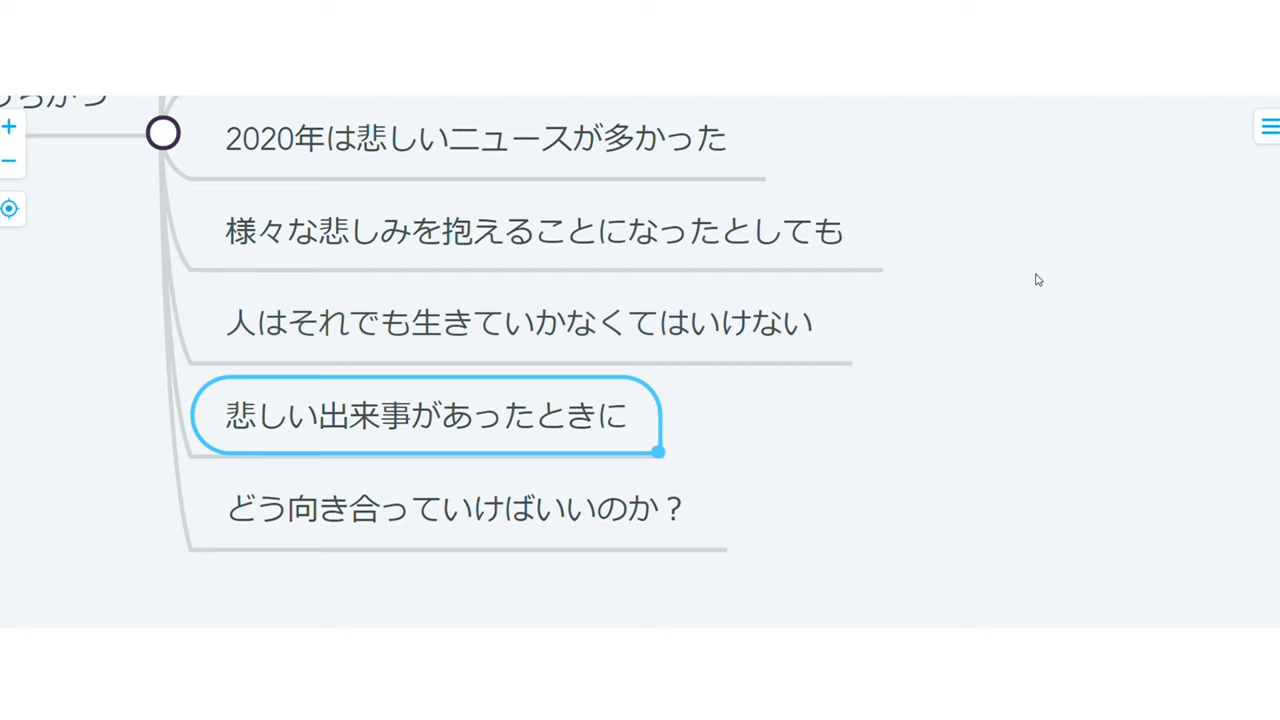 2020年は悲しいニュースが多かった
様々な悲しみを抱えることになったとしても
人はそれでも生きていかなくてはいけない
悲しい出来事があったときに
どう向き合っていけばいいのか？